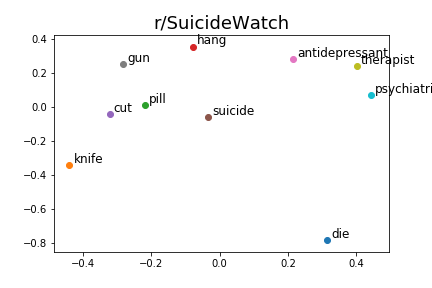 r/SuicideWatch
0.4
0.2
0.0
−0.2
−0.4
−0.6
−0.8
hang
gun
antidepressant
therapist
psychiatri
pill
cut
suicide
knife
die
−0.4
−0.2
0.0
0.2
0.4